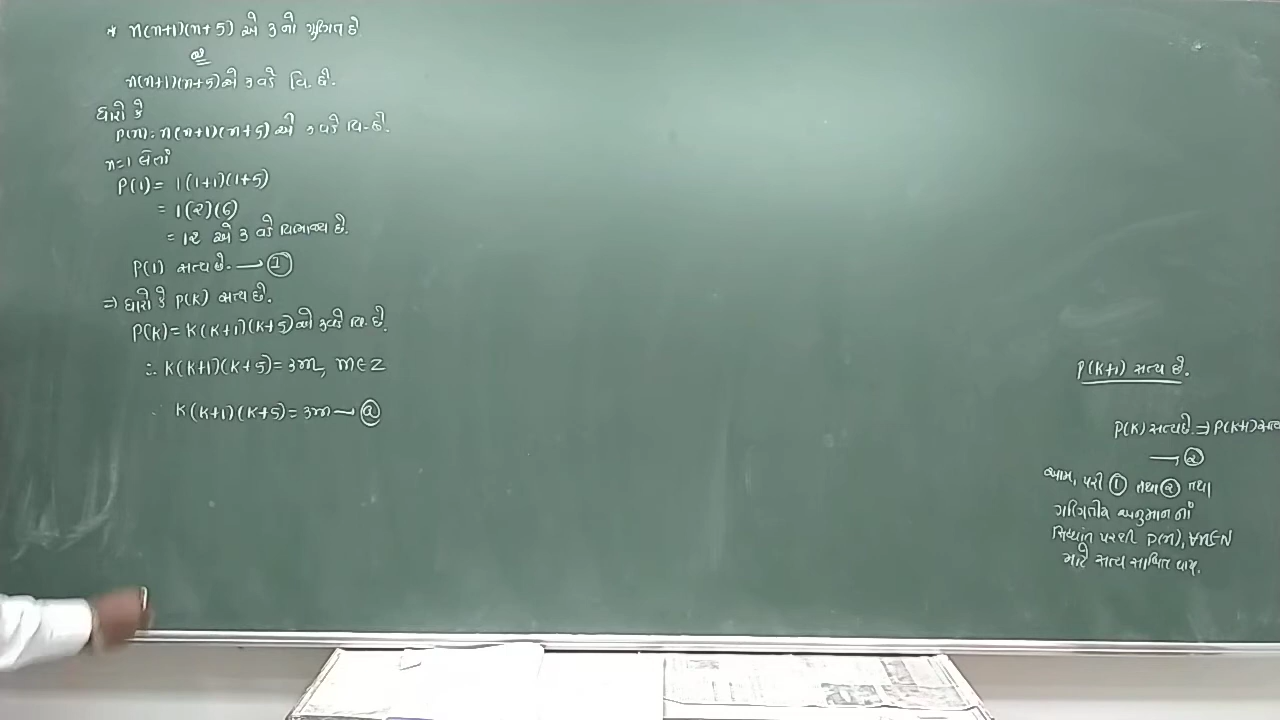 * n(n+1)(n+5) એ 3 નો ગુણિત છે
n(n+1)(n+5) એ 3 વડે વિ. છે.
ધારો કે
P(n): n(n+1)(n+5) એ 3 વડે વિ. છે.
n=1 લેતાં
P(1) = 1(1+1)(1+5)
= 1(2)(6)
= 12 એ 3 વડે વિભાજ્ય છે.
P(1) સત્ય છે. → ①
⇒ ધારો કે P(K) સત્ય છે.
P(K) = K(K+1)(K+5) એ 3 વડે વિ. છે.
∴ K(K+1)(K+5) = 3m, m∈Z
∴ K(K+1)(K+5) = 3m → ⓐ
P(K+1) સત્ય છે.
P(K) સત્ય છે. ⇒ P(K+1) સત્ય
→ ②
આમ, પરી ① તથા ② તથા
ગાણિતીક અનુમાન નાં
સિધ્ધાંત પરથી P(n), ∀n∈N
માટે સત્ય સાબિત થાય.